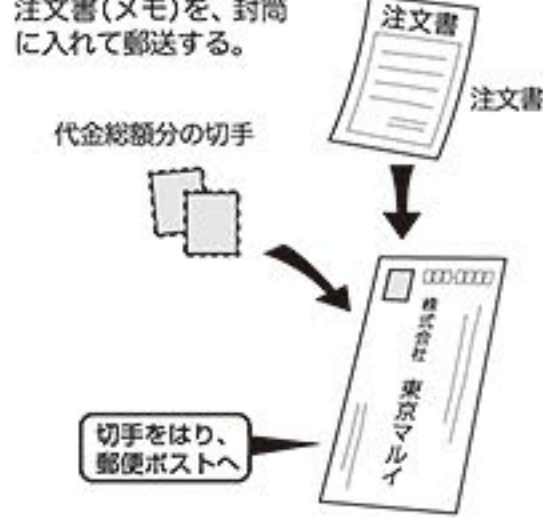 注文書(メモ)を、封筒
に入れて郵送する。
注文書
注文書
代金総額分の切手
株式会社 東京マルイ
切手をはり、
郵便ポストへ